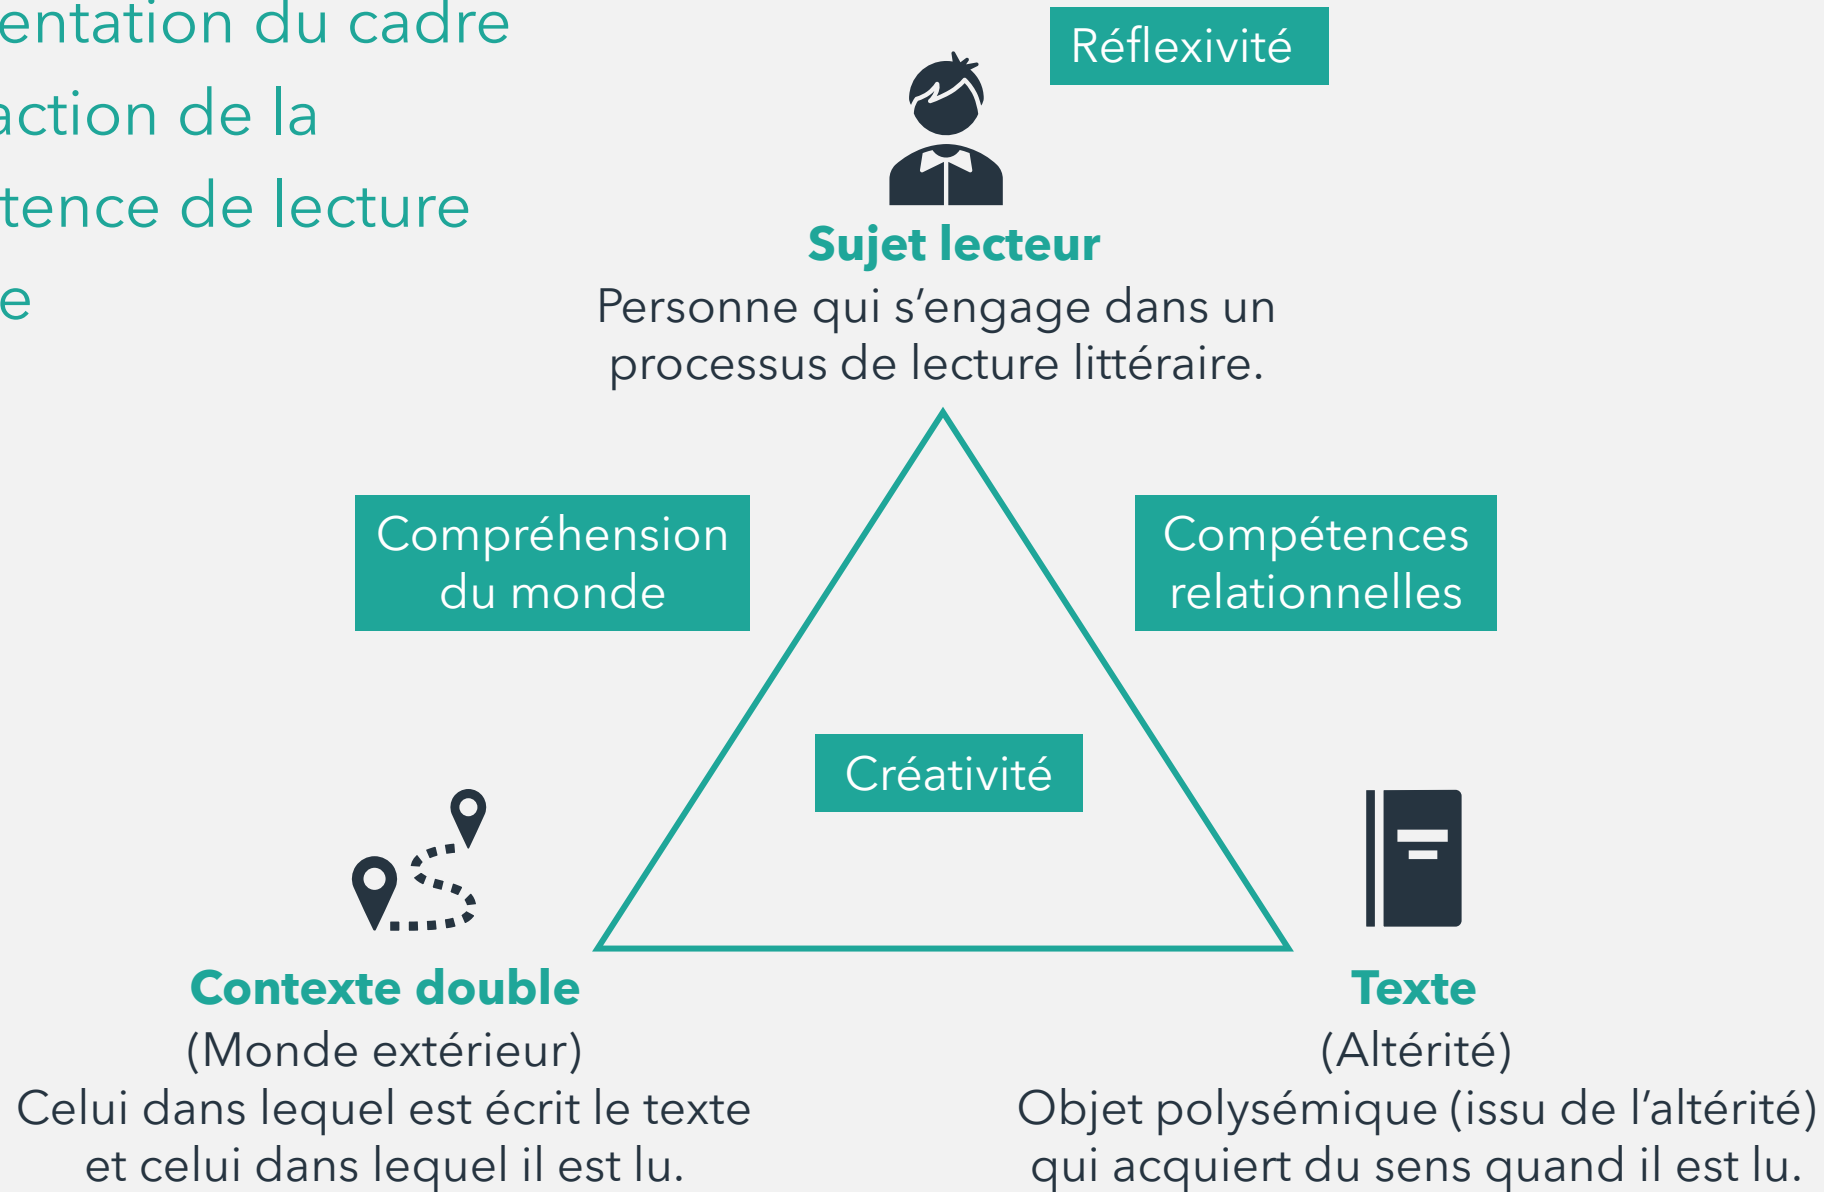 entation du cadre
action de la
tence de lecture
e
Réflexivité
Sujet lecteur
Personne qui s’engage dans un
processus de lecture littéraire.
Compréhension
du monde
Compétences
relationnelles
Créativité
Contexte double
(Monde extérieur)
Celui dans lequel est écrit le texte
et celui dans lequel il est lu.
Texte
(Altérité)
Objet polysémique (issu de l’altérité)
qui acquiert du sens quand il est lu.